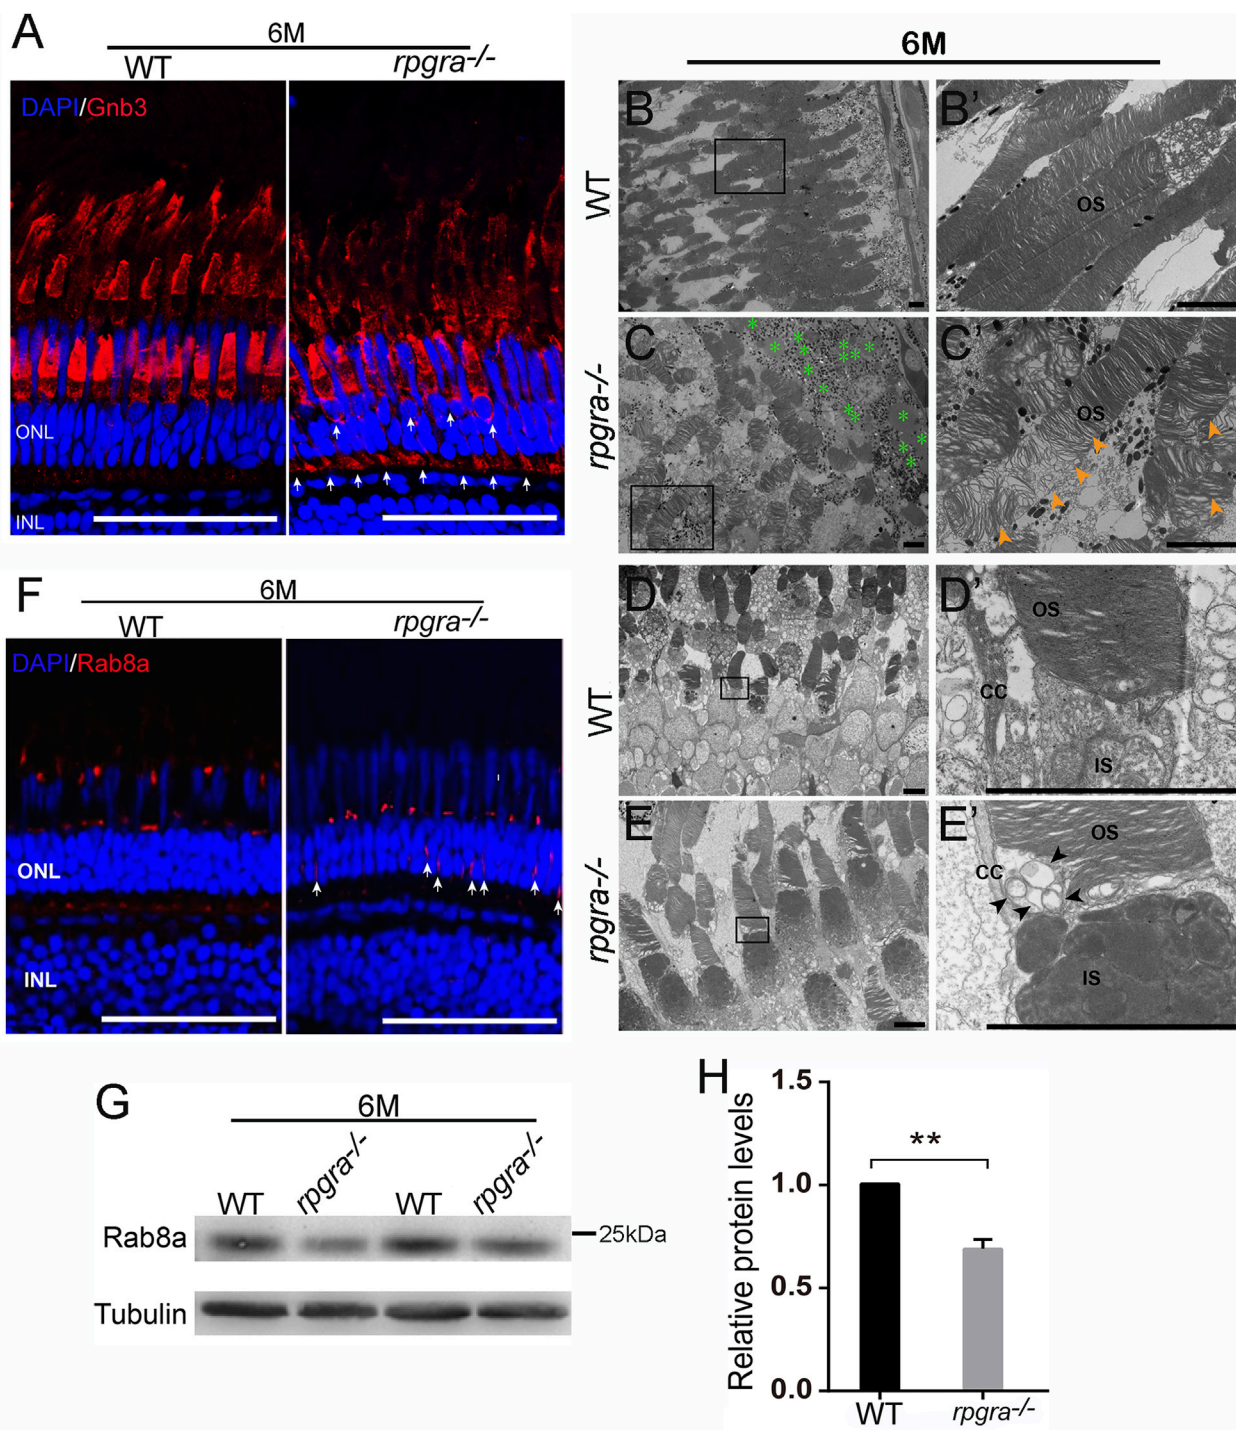 A
6M
WT
rpgra-/-
DAPI/Gnb3
ONL
INL
6M
WT
B
B'
OS
rpgra-/-
C
C'
OS
WT
D
D'
OS
CC
IS
rpgra-/-
E
E'
OS
CC
IS
F
6M
WT
rpgra-/-
DAPI/Rab8a
ONL
INL
G
6M
WT
rpgra-/-
WT
rpgra-/-
Rab8a
25kDa
Tubulin
H
Relative protein levels
1.5
1.0
0.5
0.0
**
WT
rpgra-/-